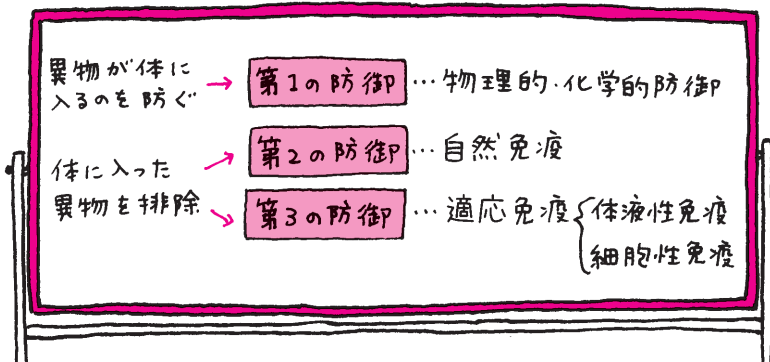 異物が体に
入るのを防ぐ
→ 第1の防御 … 物理的・化学的防御
体に入った
異物を排除
→ 第2の防御 … 自然免疫
→ 第3の防御 … 適応免疫 { 体液性免疫
細胞性免疫